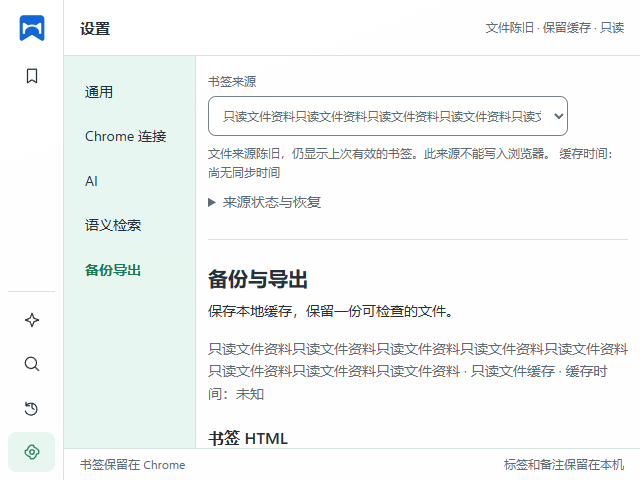 设置
文件陈旧 · 保留缓存 · 只读
通用
Chrome 连接
AI
语义检索
备份导出
书签来源
只读文件资料只读文件资料只读文件资料只读文件资料只读文
文件来源陈旧，仍显示上次有效的书签。此来源不能写入浏览器。 缓存时间：
尚无同步时间
来源状态与恢复
备份与导出
保存本地缓存，保留一份可检查的文件。
只读文件资料只读文件资料只读文件资料只读文件资料只读文件资料
只读文件资料只读文件资料只读文件资料 · 只读文件缓存 · 缓存时
间：未知
书签 HTML
书签保留在 Chrome
标签和备注保留在本机